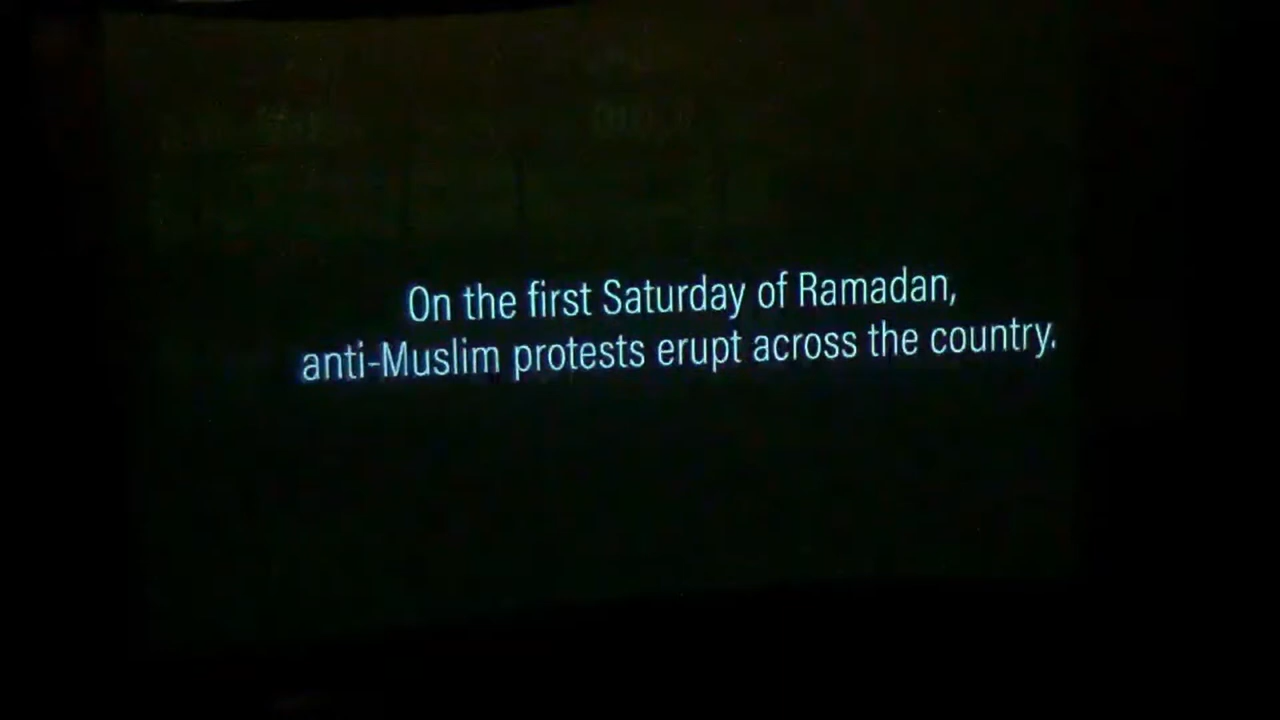 On the first Saturday of Ramadan,
anti-Muslim protests erupt across the country.